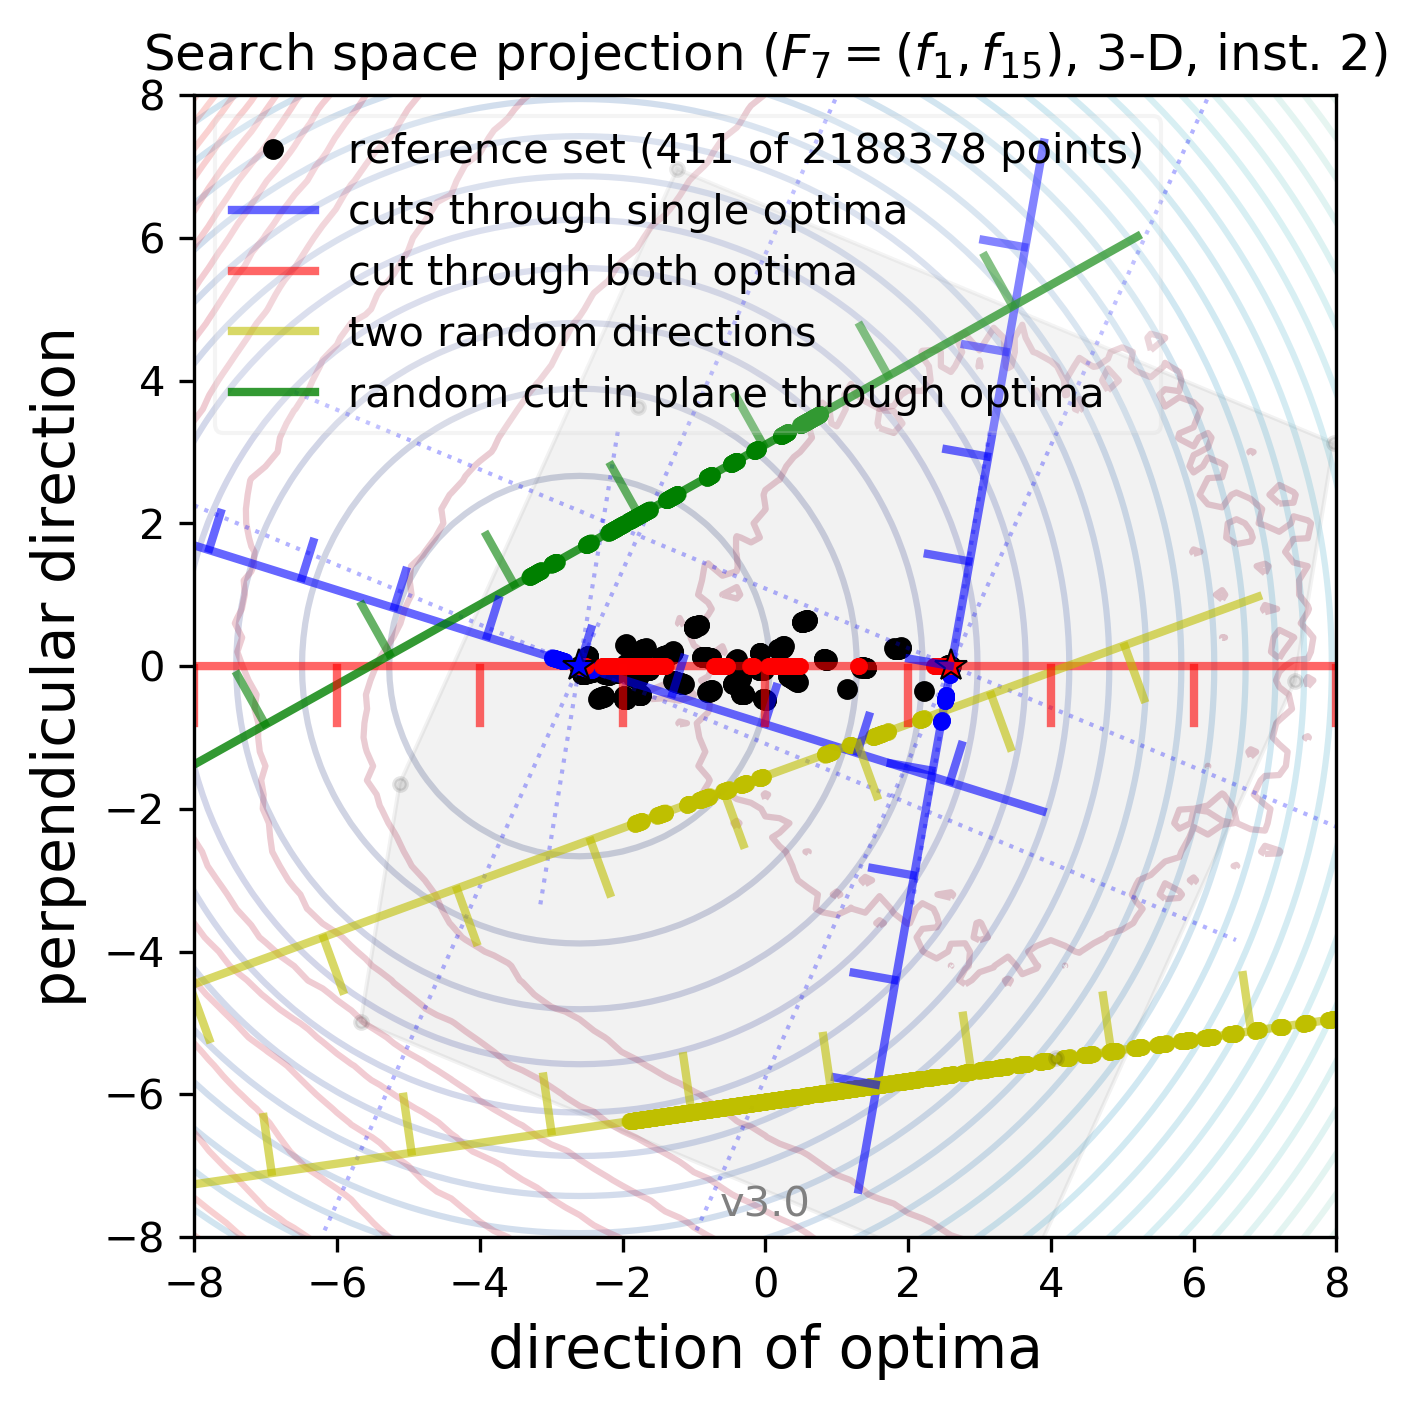 Search space projection (F₇ = (f₁, f₁₅), 3-D, inst. 2)
8
6
4
2
0
−2
−4
−6
−8
perpendicular direction
reference set (411 of 2188378 points)
cuts through single optima
cut through both optima
two random directions
random cut in plane through optima
v3.0
−8 −6 −4 −2 0 2 4 6 8
direction of optima